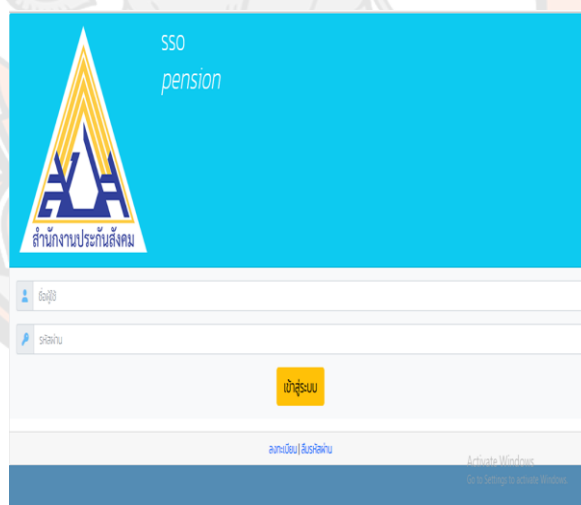 sso
pension
สำนักงานประกันสังคม
ชื่อผู้ใช้
รหัสผ่าน
เข้าสู่ระบบ
ลงทะเบียน | ลืมรหัสผ่าน
Activate Windows
Go to Settings to activate Windows.